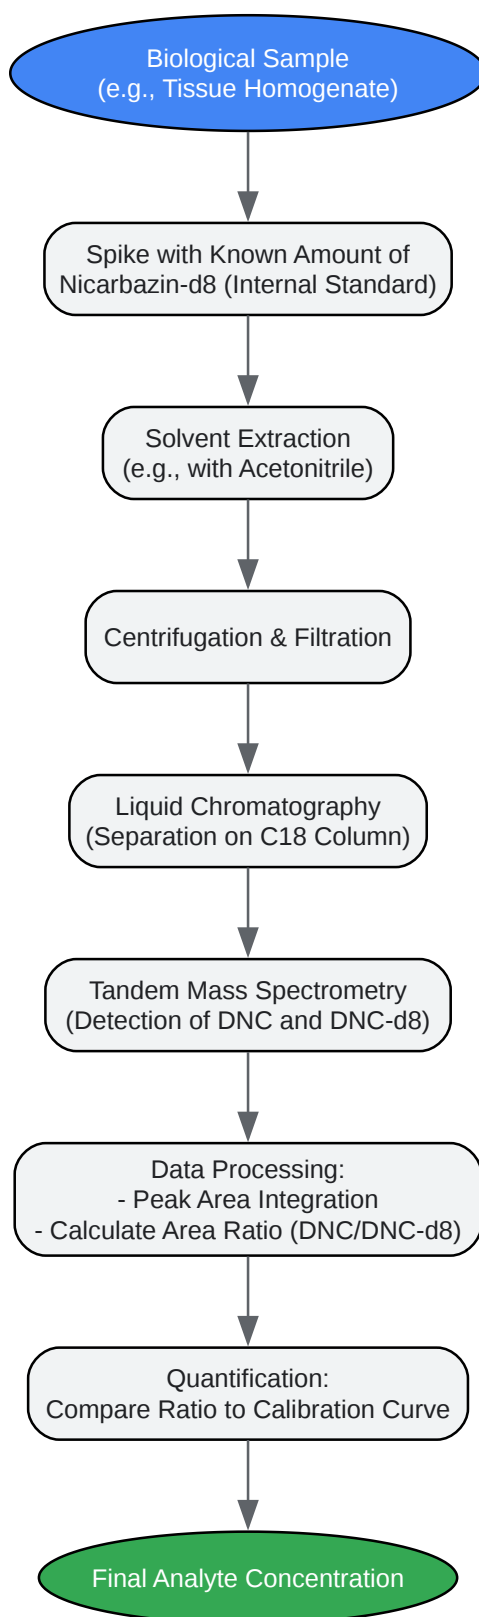 Biological Sample
(e.g., Tissue Homogenate)
Spike with Known Amount of
Nicarbazin-d8 (Internal Standard)
Solvent Extraction
(e.g., with Acetonitrile)
Centrifugation & Filtration
Liquid Chromatography
(Separation on C18 Column)
Tandem Mass Spectrometry
(Detection of DNC and DNC-d8)
Data Processing:
- Peak Area Integration
- Calculate Area Ratio (DNC/DNC-d8)
Quantification:
Compare Ratio to Calibration Curve
Final Analyte Concentration